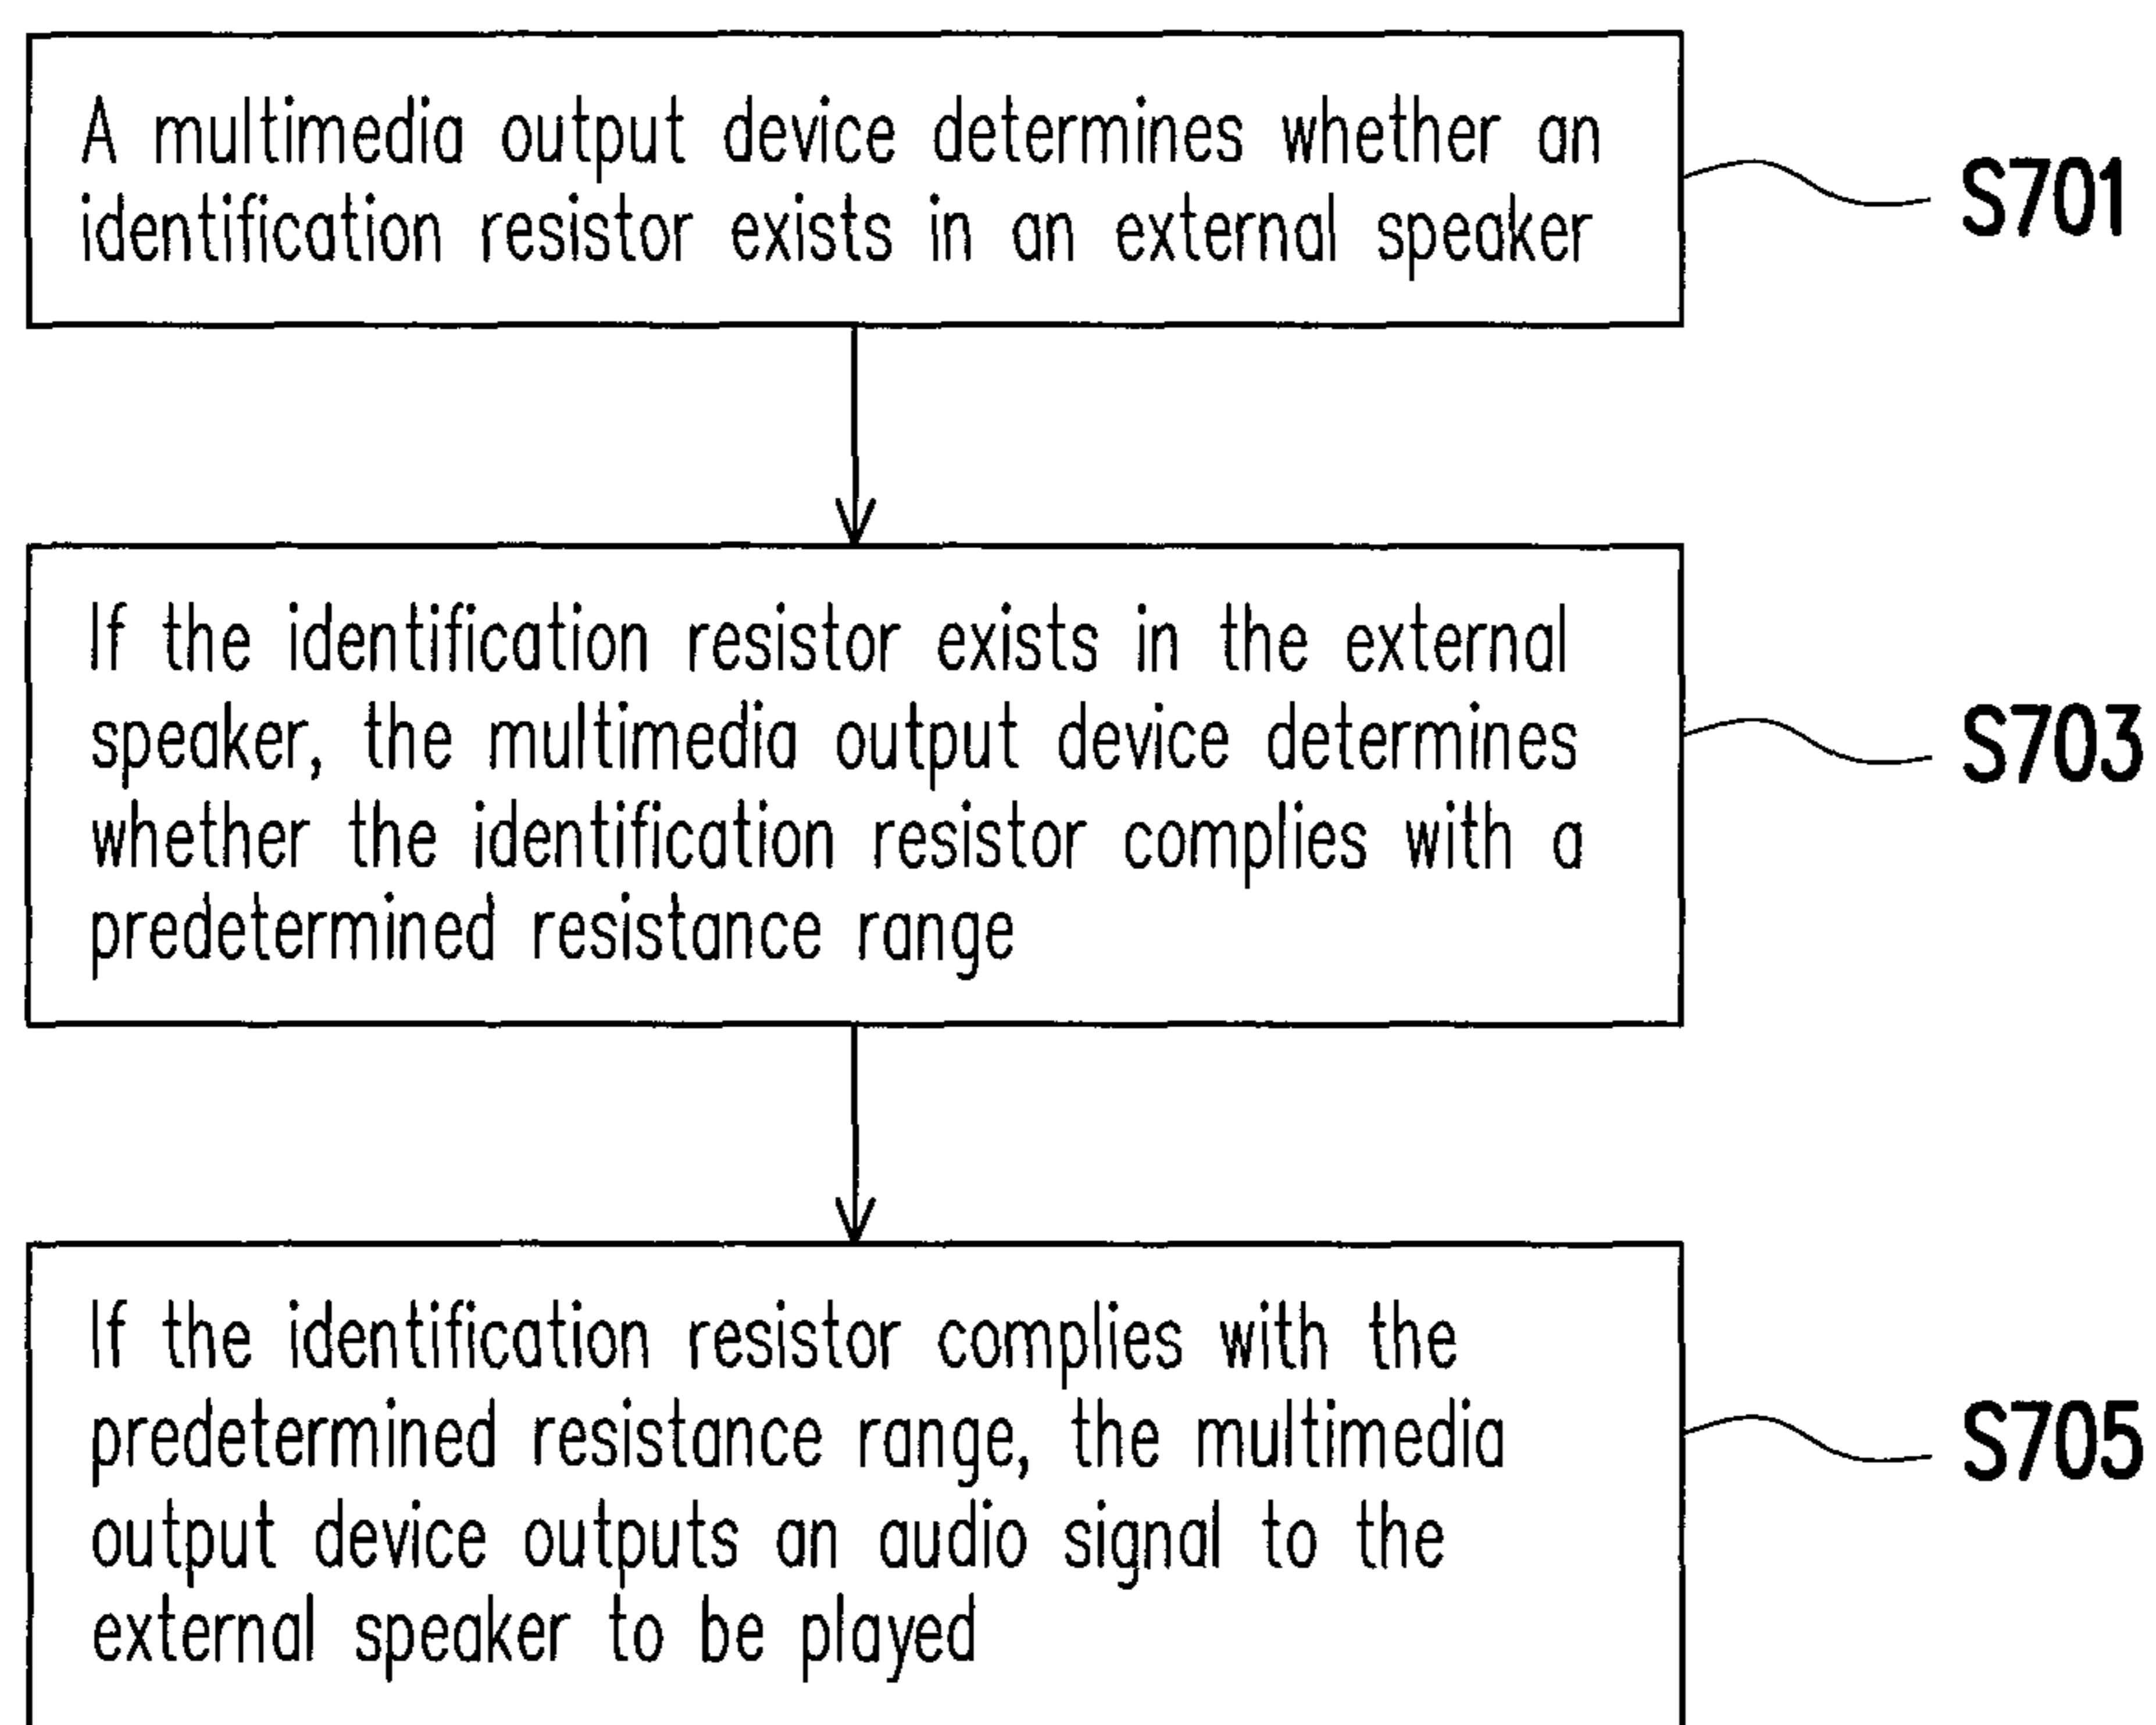 A multimedia output device determines whether an
identification resistor exists in an external speaker
S701
If the identification resistor exists in the external
speaker, the multimedia output device determines
whether the identification resistor complies with a
predetermined resistance range
S703
If the identification resistor complies with the
predetermined resistance range, the multimedia
output device outputs an audio signal to the
external speaker to be played
S705